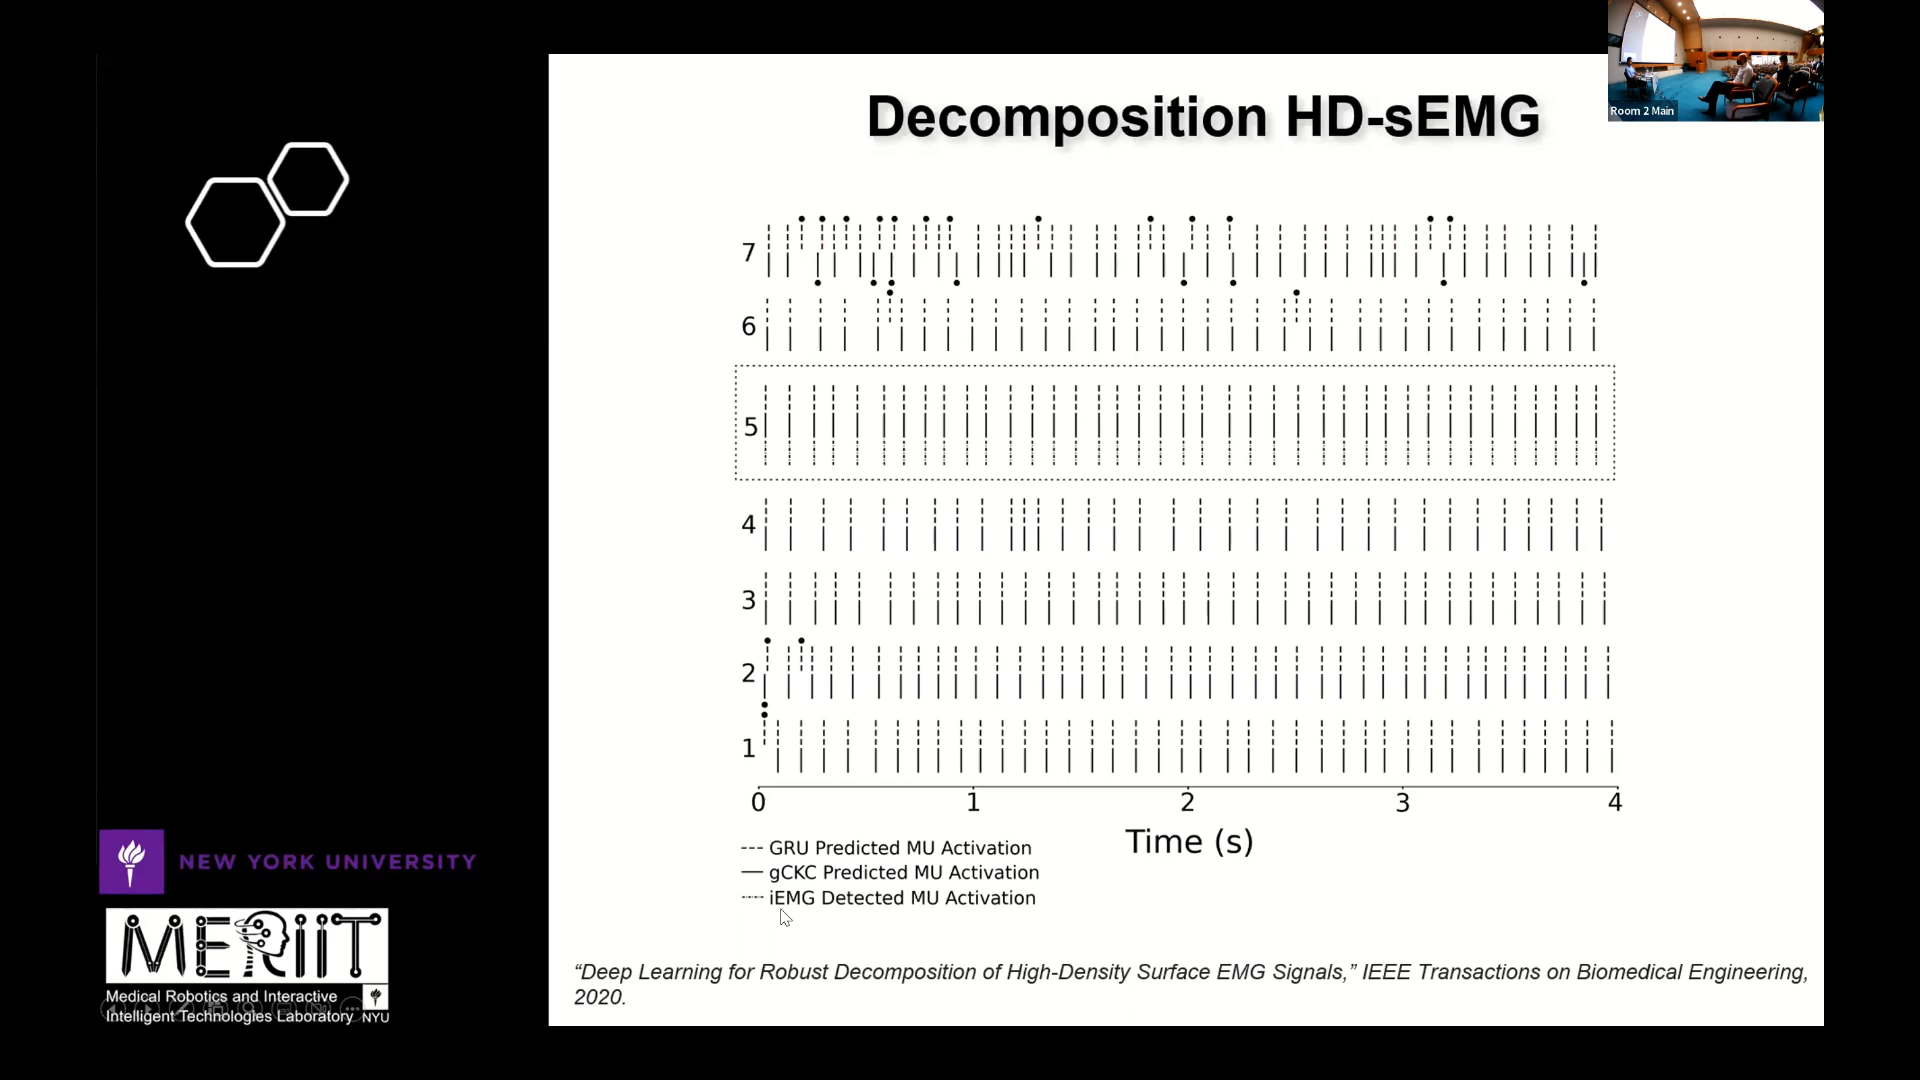 Room 2 Main
Decomposition HD-sEMG
7
6
5
4
3
2
1
0 1 2 3 4
Time (s)
--- GRU Predicted MU Activation
— gCKC Predicted MU Activation
-·-·- iEMG Detected MU Activation
“Deep Learning for Robust Decomposition of High-Density Surface EMG Signals,” IEEE Transactions on Biomedical Engineering,
2020.
NEW YORK UNIVERSITY
MERIIT
Medical Robotics and Interactive
Intelligent Technologies Laboratory NYU